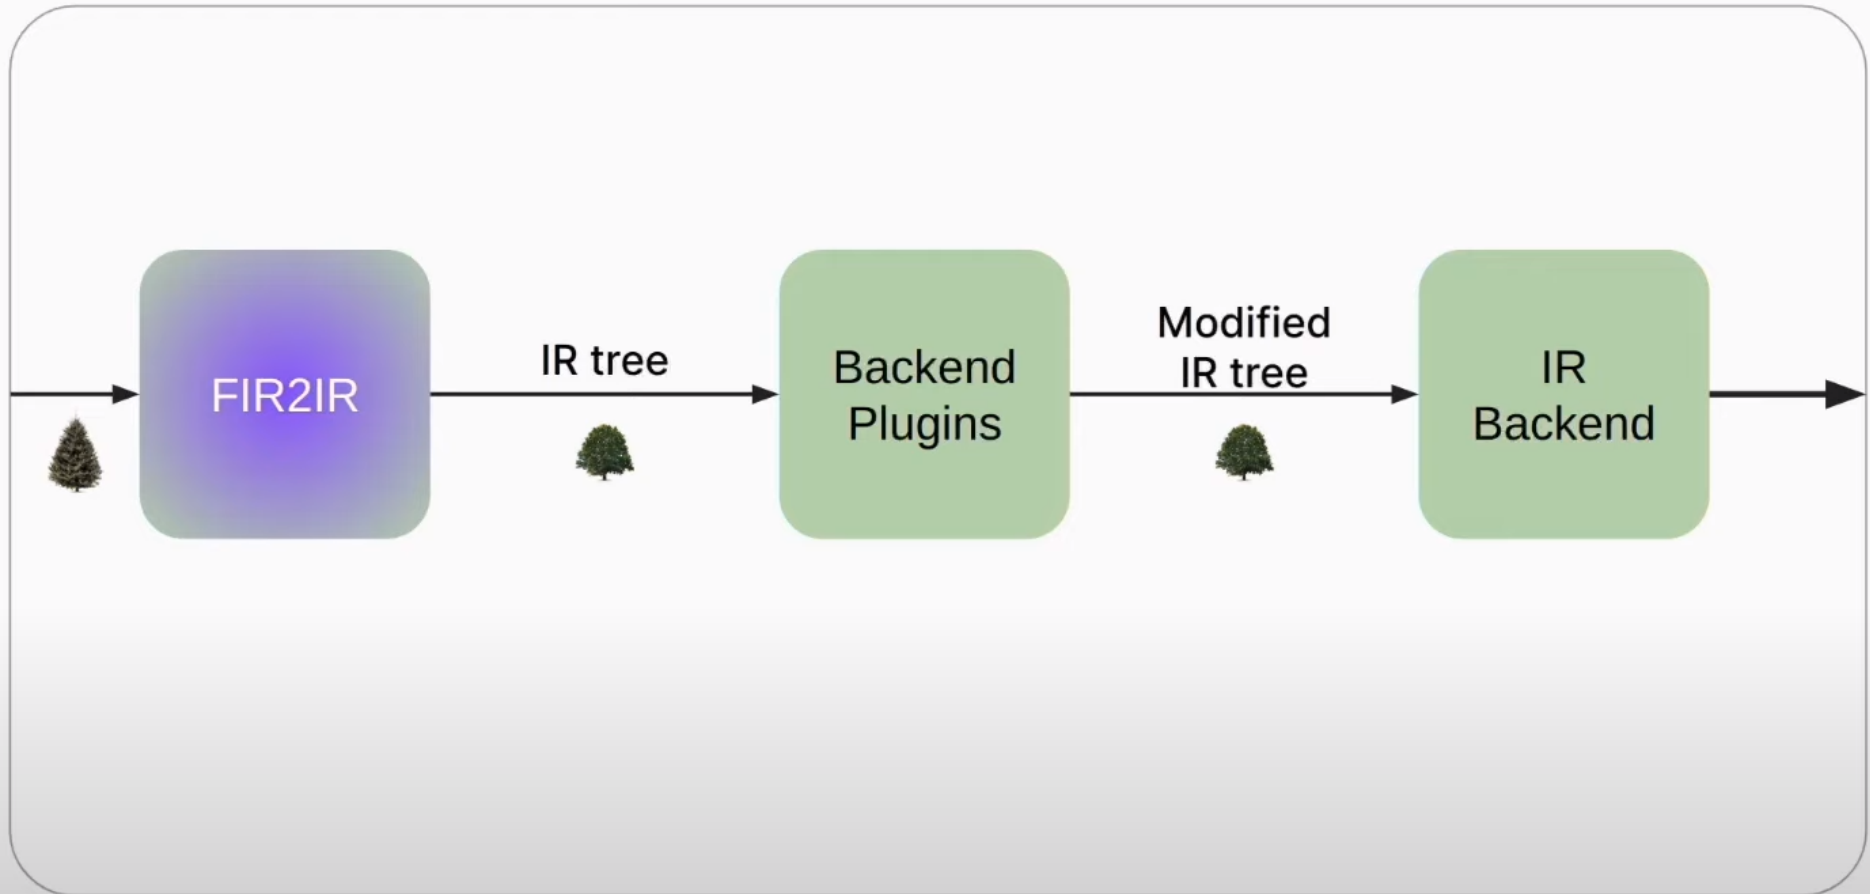 FIR2IR
IR tree
Backend
Plugins
Modified
IR tree
IR
Backend